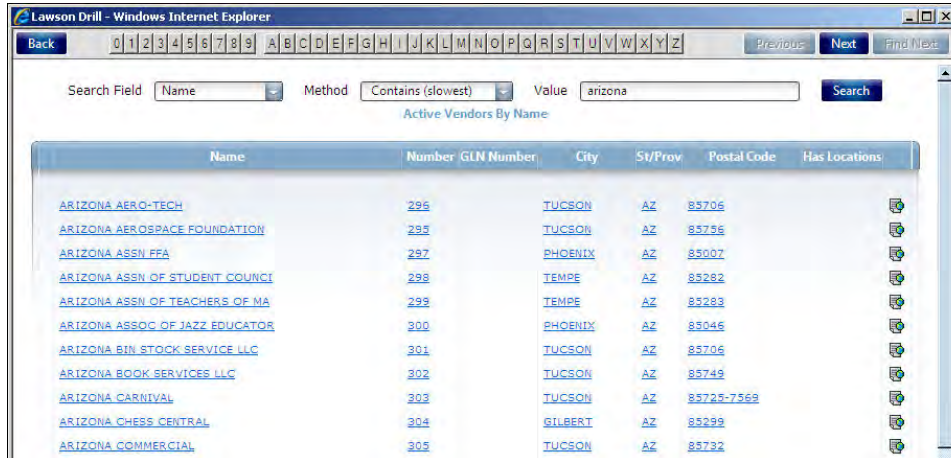 Lawson Drill - Windows Internet Explorer
Back 0 1 2 3 4 5 6 7 8 9 A B C D E F G H I J K L M N O P Q R S T U V W X Y Z Previous Next Find Next
Search Field Name Method Contains (slowest) Value arizona Search
Active Vendors By Name
Name Number GLN Number City St/Prov Postal Code Has Locations
ARIZONA AERO-TECH 296 TUCSON AZ 85706
ARIZONA AEROSPACE FOUNDATION 295 TUCSON AZ 85756
ARIZONA ASSN FFA 297 PHOENIX AZ 85007
ARIZONA ASSN OF STUDENT COUNCI 298 TEMPE AZ 85282
ARIZONA ASSN OF TEACHERS OF MA 299 TEMPE AZ 85283
ARIZONA ASSOC OF JAZZ EDUCATOR 300 PHOENIX AZ 85046
ARIZONA BIN STOCK SERVICE LLC 301 TUCSON AZ 85706
ARIZONA BOOK SERVICES LLC 302 TUCSON AZ 85749
ARIZONA CARNIVAL 303 TUCSON AZ 85725-7569
ARIZONA CHESS CENTRAL 304 GILBERT AZ 85299
ARIZONA COMMERCIAL 305 TUCSON AZ 85732